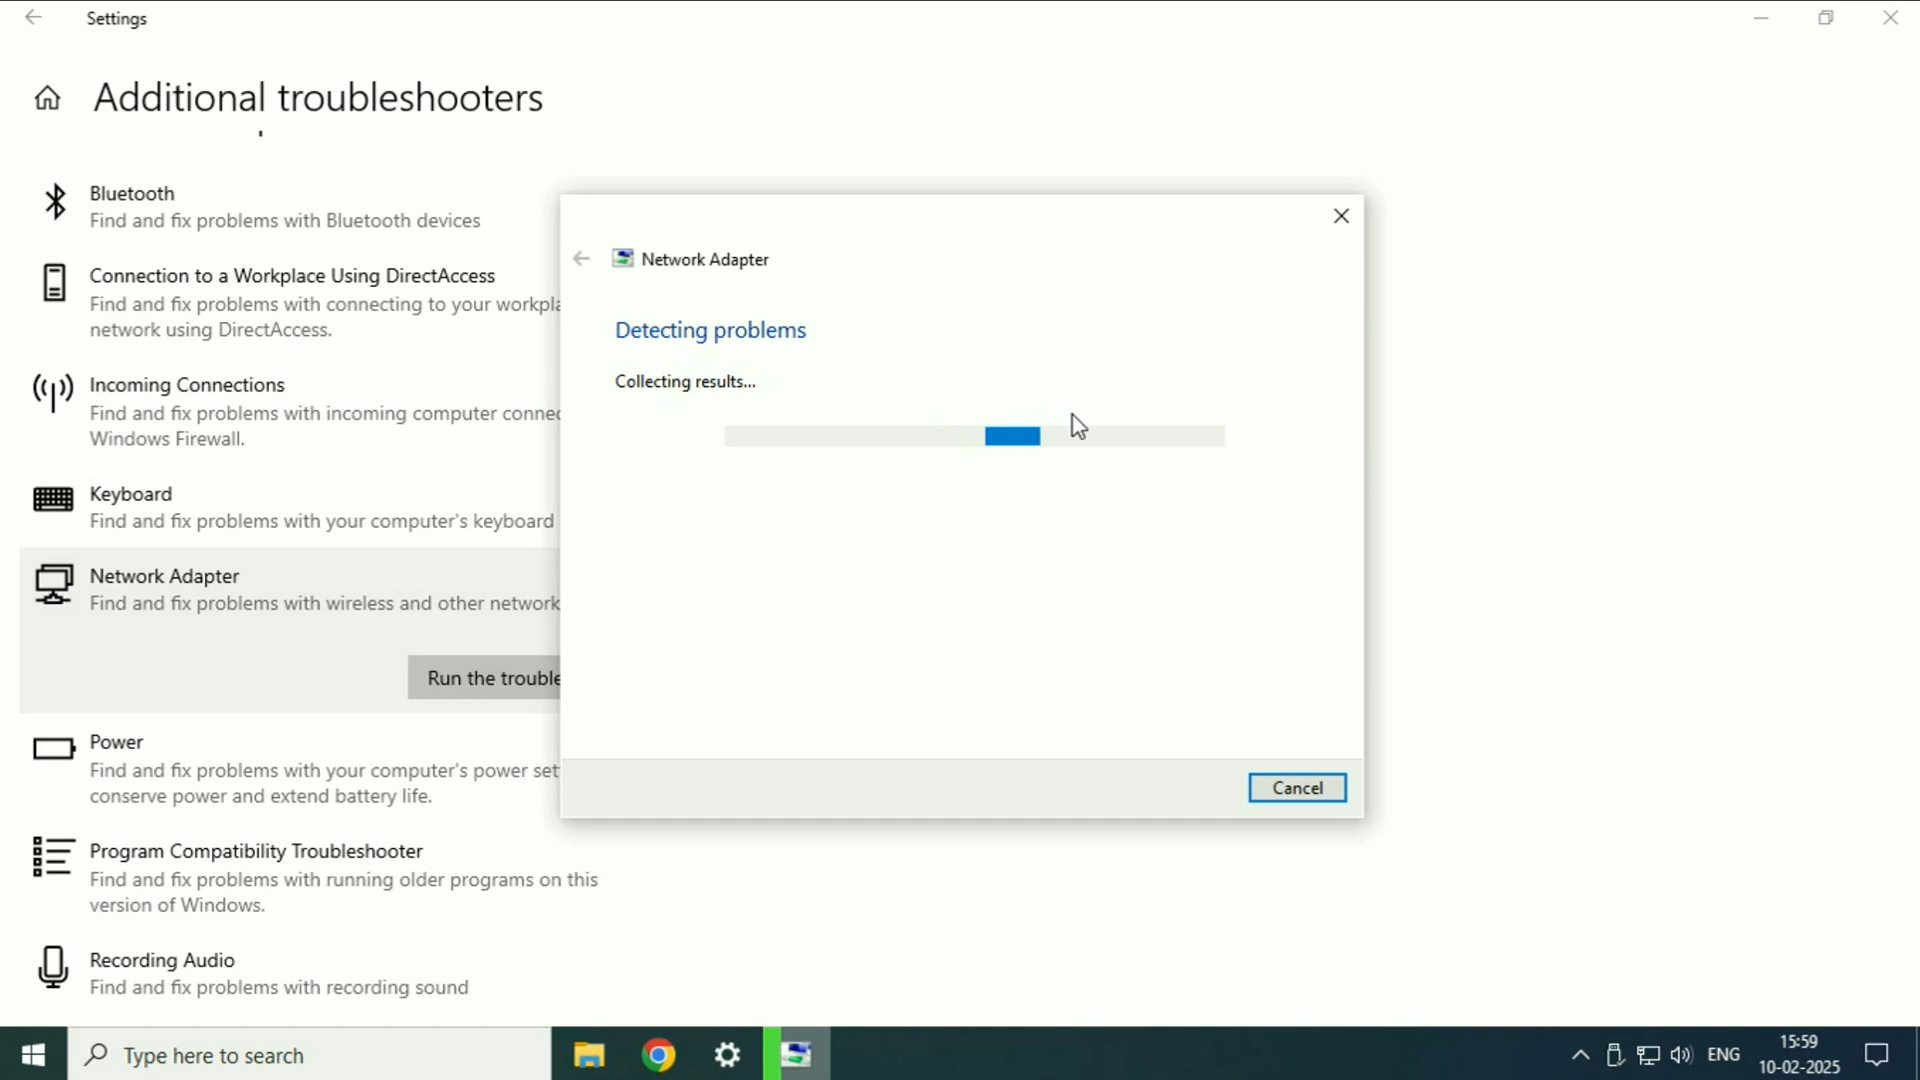 Settings
Additional troubleshooters
Bluetooth
Find and fix problems with Bluetooth devices
Connection to a Workplace Using DirectAccess
Find and fix problems with connecting to your
network using DirectAccess.
Incoming Connections
Find and fix problems with incoming computer
Windows Firewall.
Keyboard
Find and fix problems with your computer's keyboard
Network Adapter
Find and fix problems with wireless and other network
Run the
Power
Find and fix problems with your computer's power
conserve power and extend battery life.
Program Compatibility Troubleshooter
Find and fix problems with running older programs on this
version of Windows.
Recording Audio
Find and fix problems with recording sound
Network Adapter
Detecting problems
Collecting results...
Cancel
Type here to search
ENG
15:59
10-02-2025